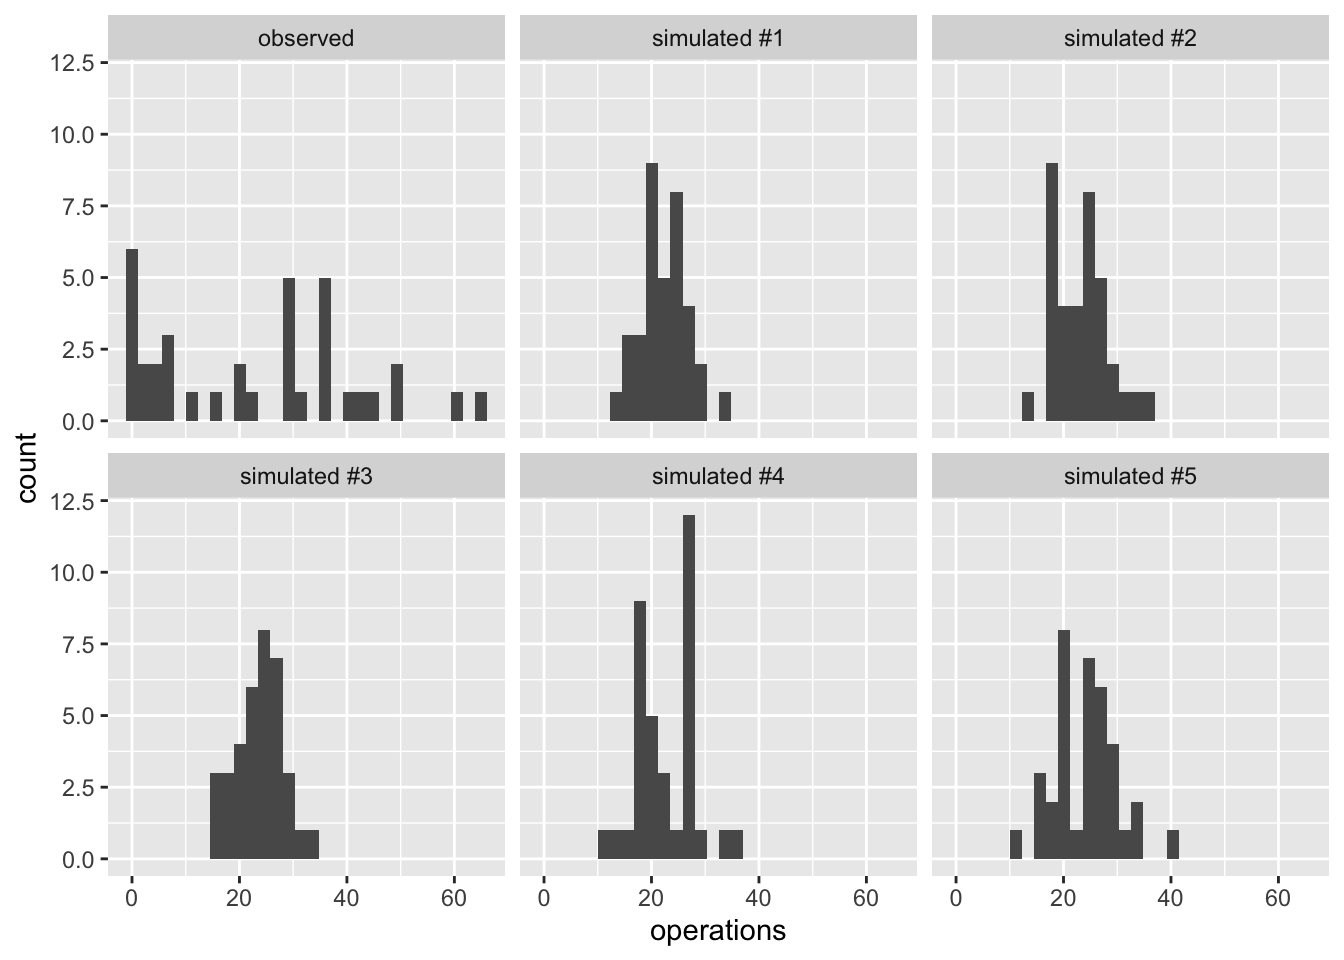 observed
simulated #1
simulated #2
12.5
10.0
7.5
5.0
2.5
0.0
count
simulated #3
simulated #4
simulated #5
12.5
10.0
7.5
5.0
2.5
0.0
0 20 40 60
0 20 40 60
0 20 40 60
operations